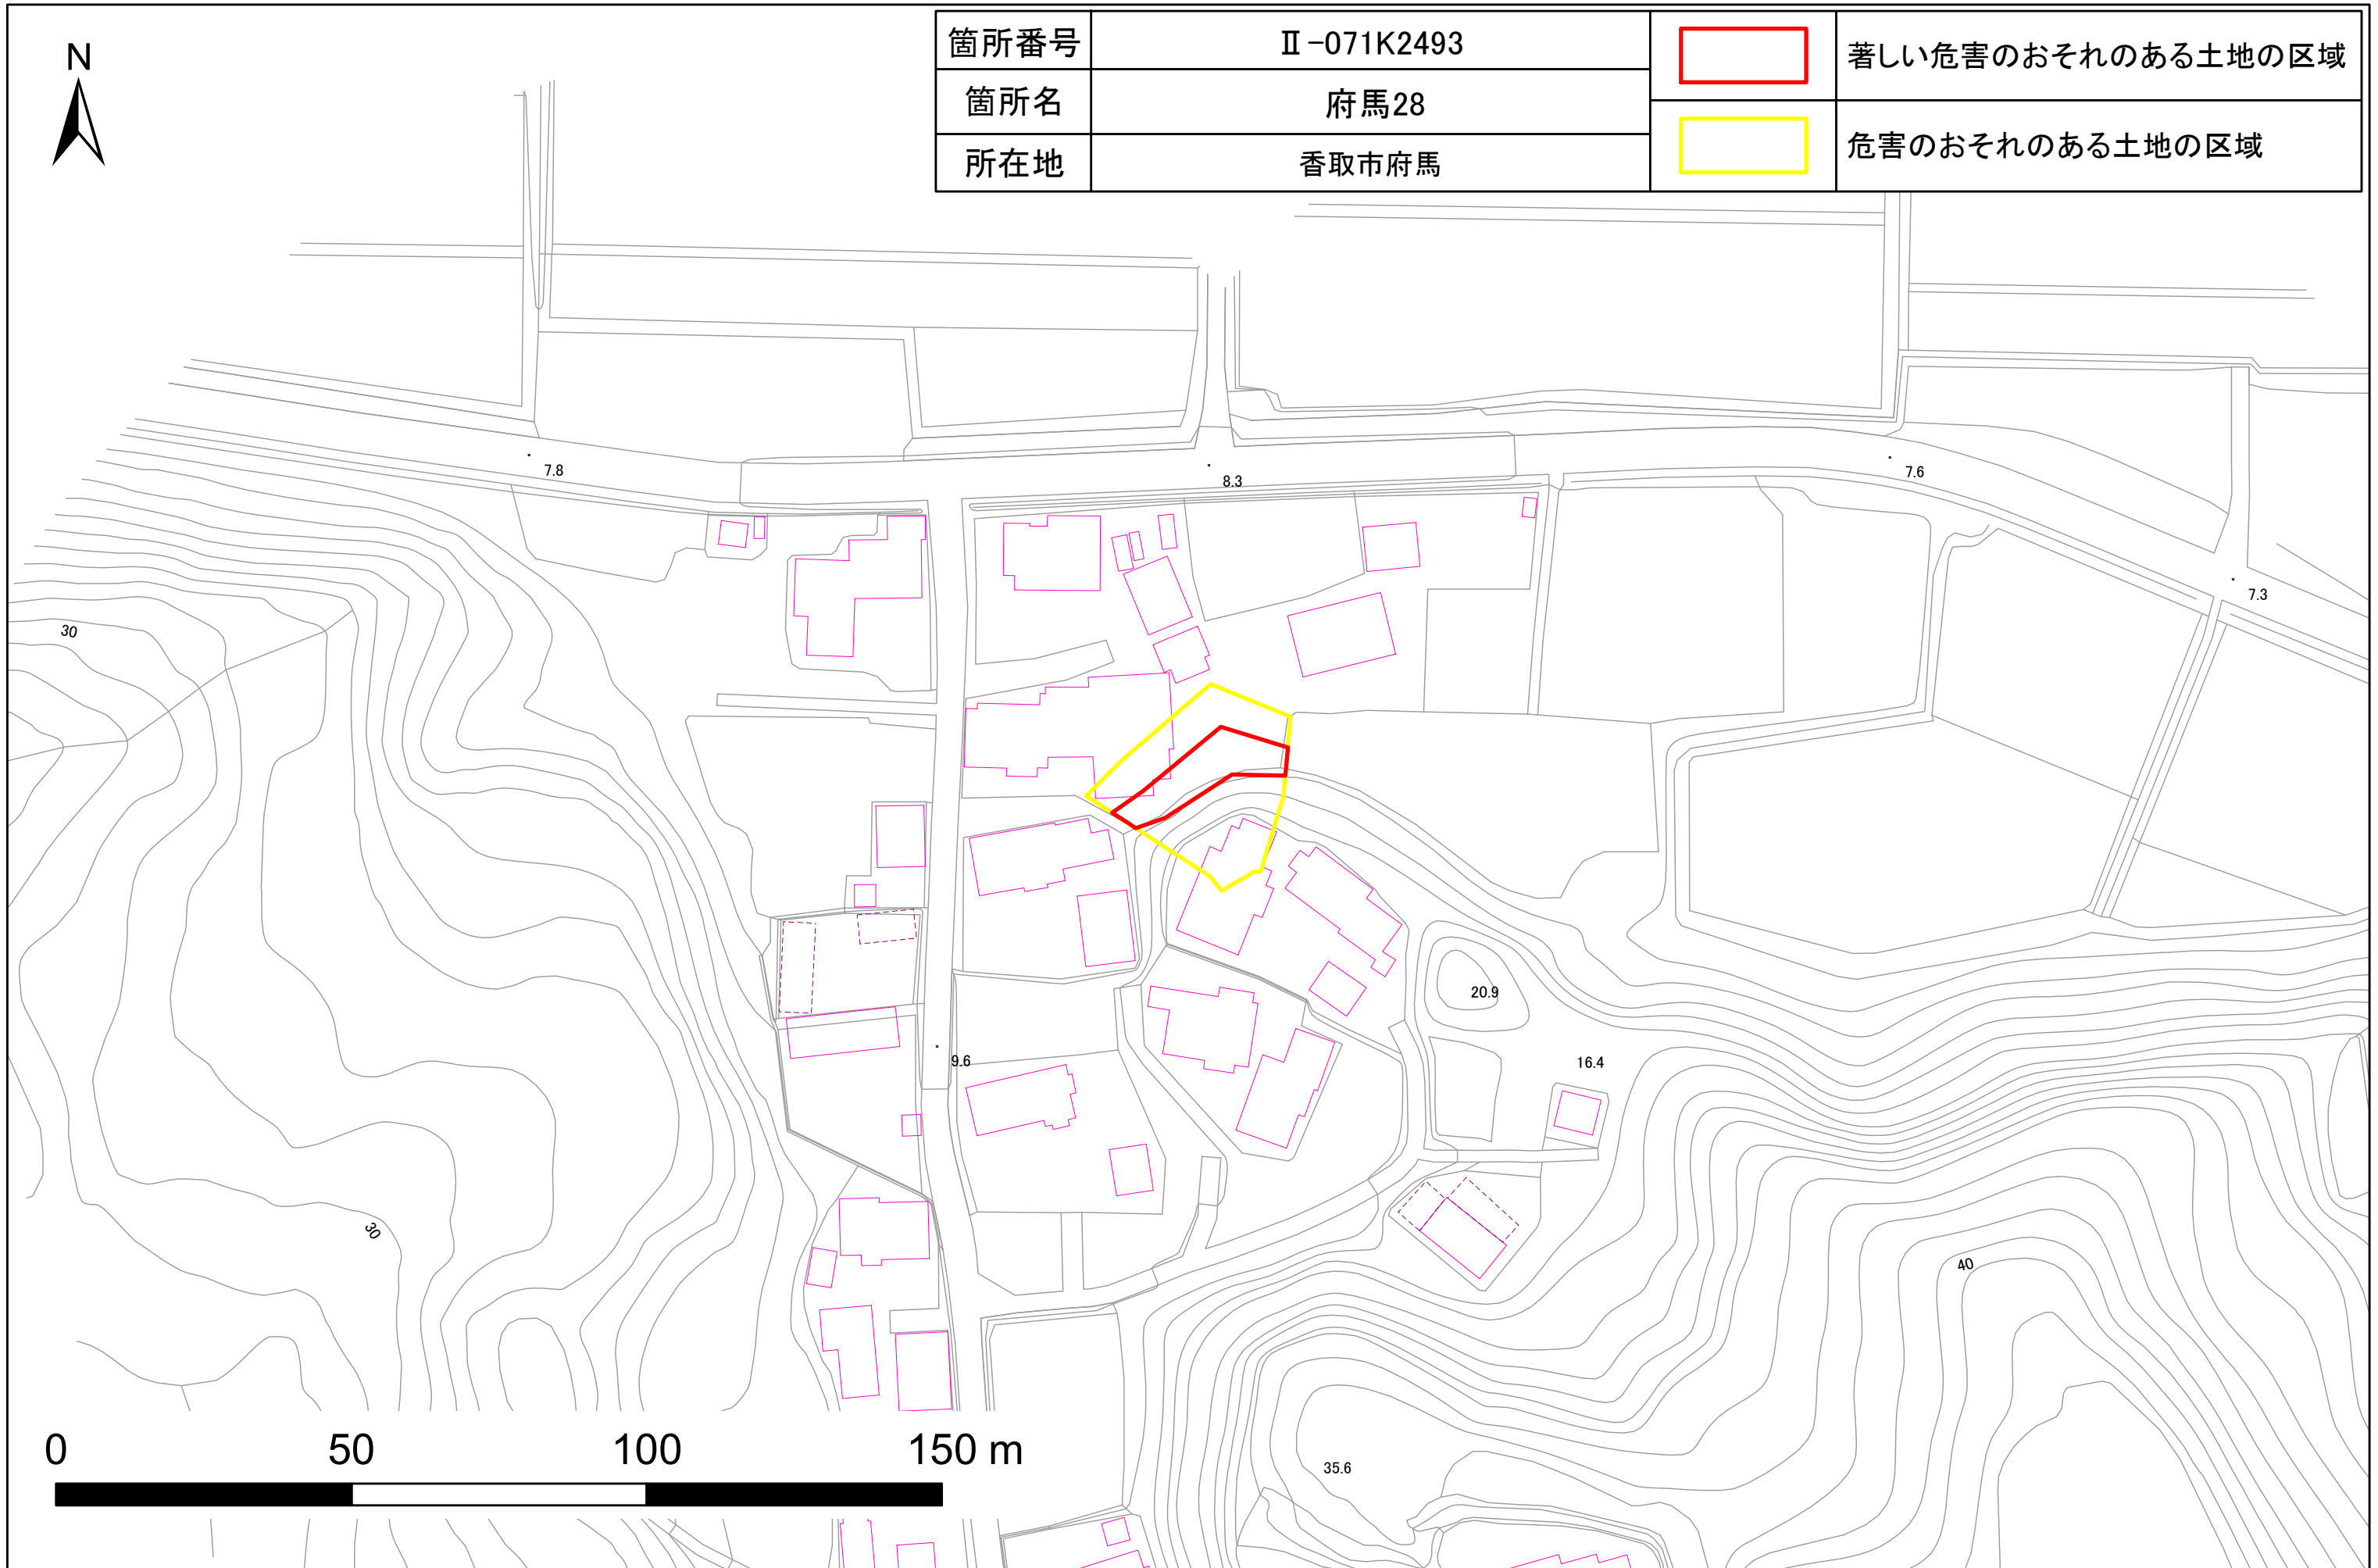 箇所番号 Ⅱ-071K2493
箇所名 府馬28
所在地 香取市府馬
著しい危害のおそれのある土地の区域
危害のおそれのある土地の区域
N
7.8
8.3
7.6
7.3
30
20.9
16.4
9.6
30
40
35.6
0 50 100 150 m